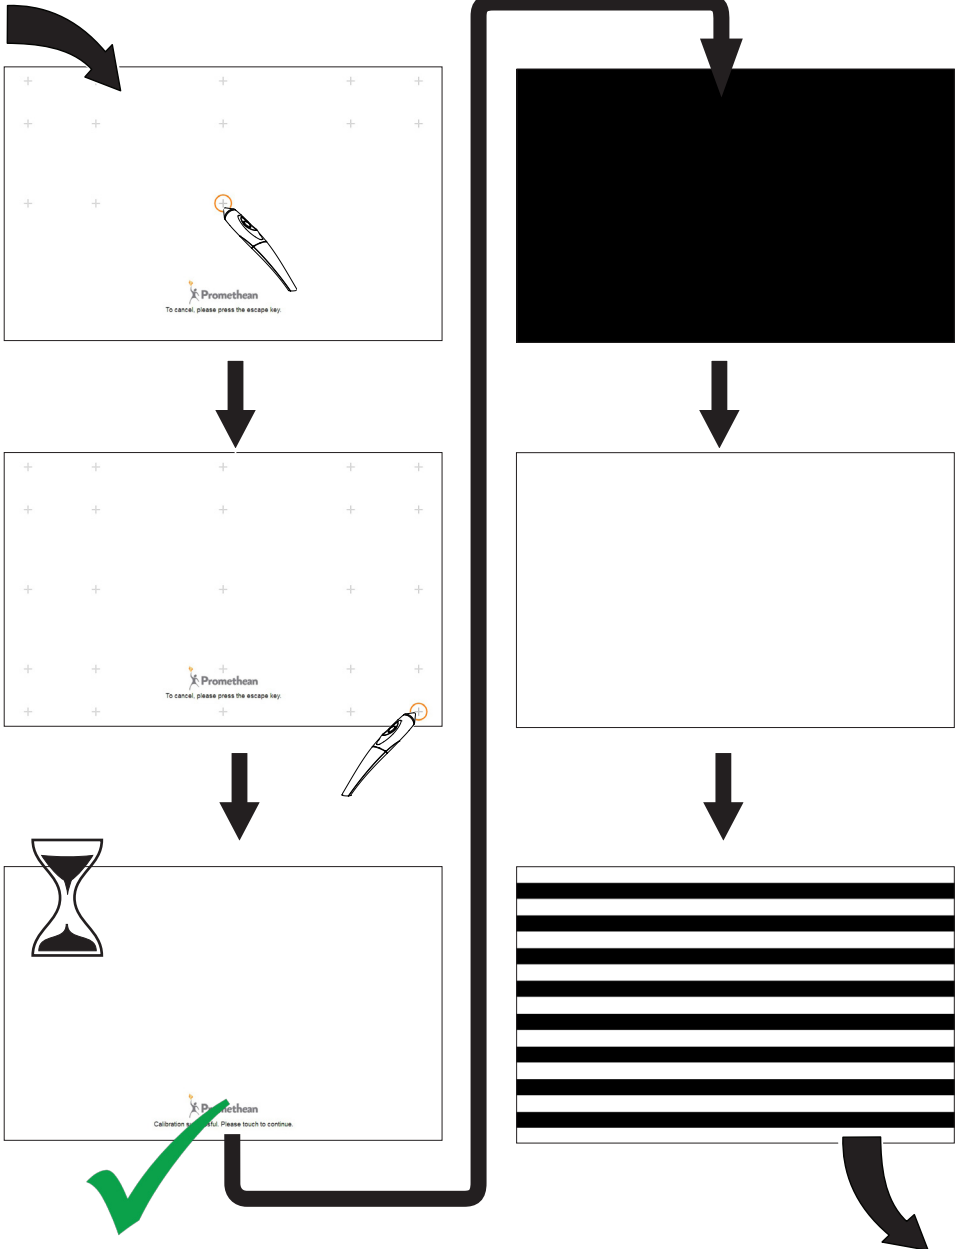 Promethean
To cancel, please press the escape key.
Promethean
To cancel, please press the escape key.
Promethean
Calibration successful. Please touch to continue.